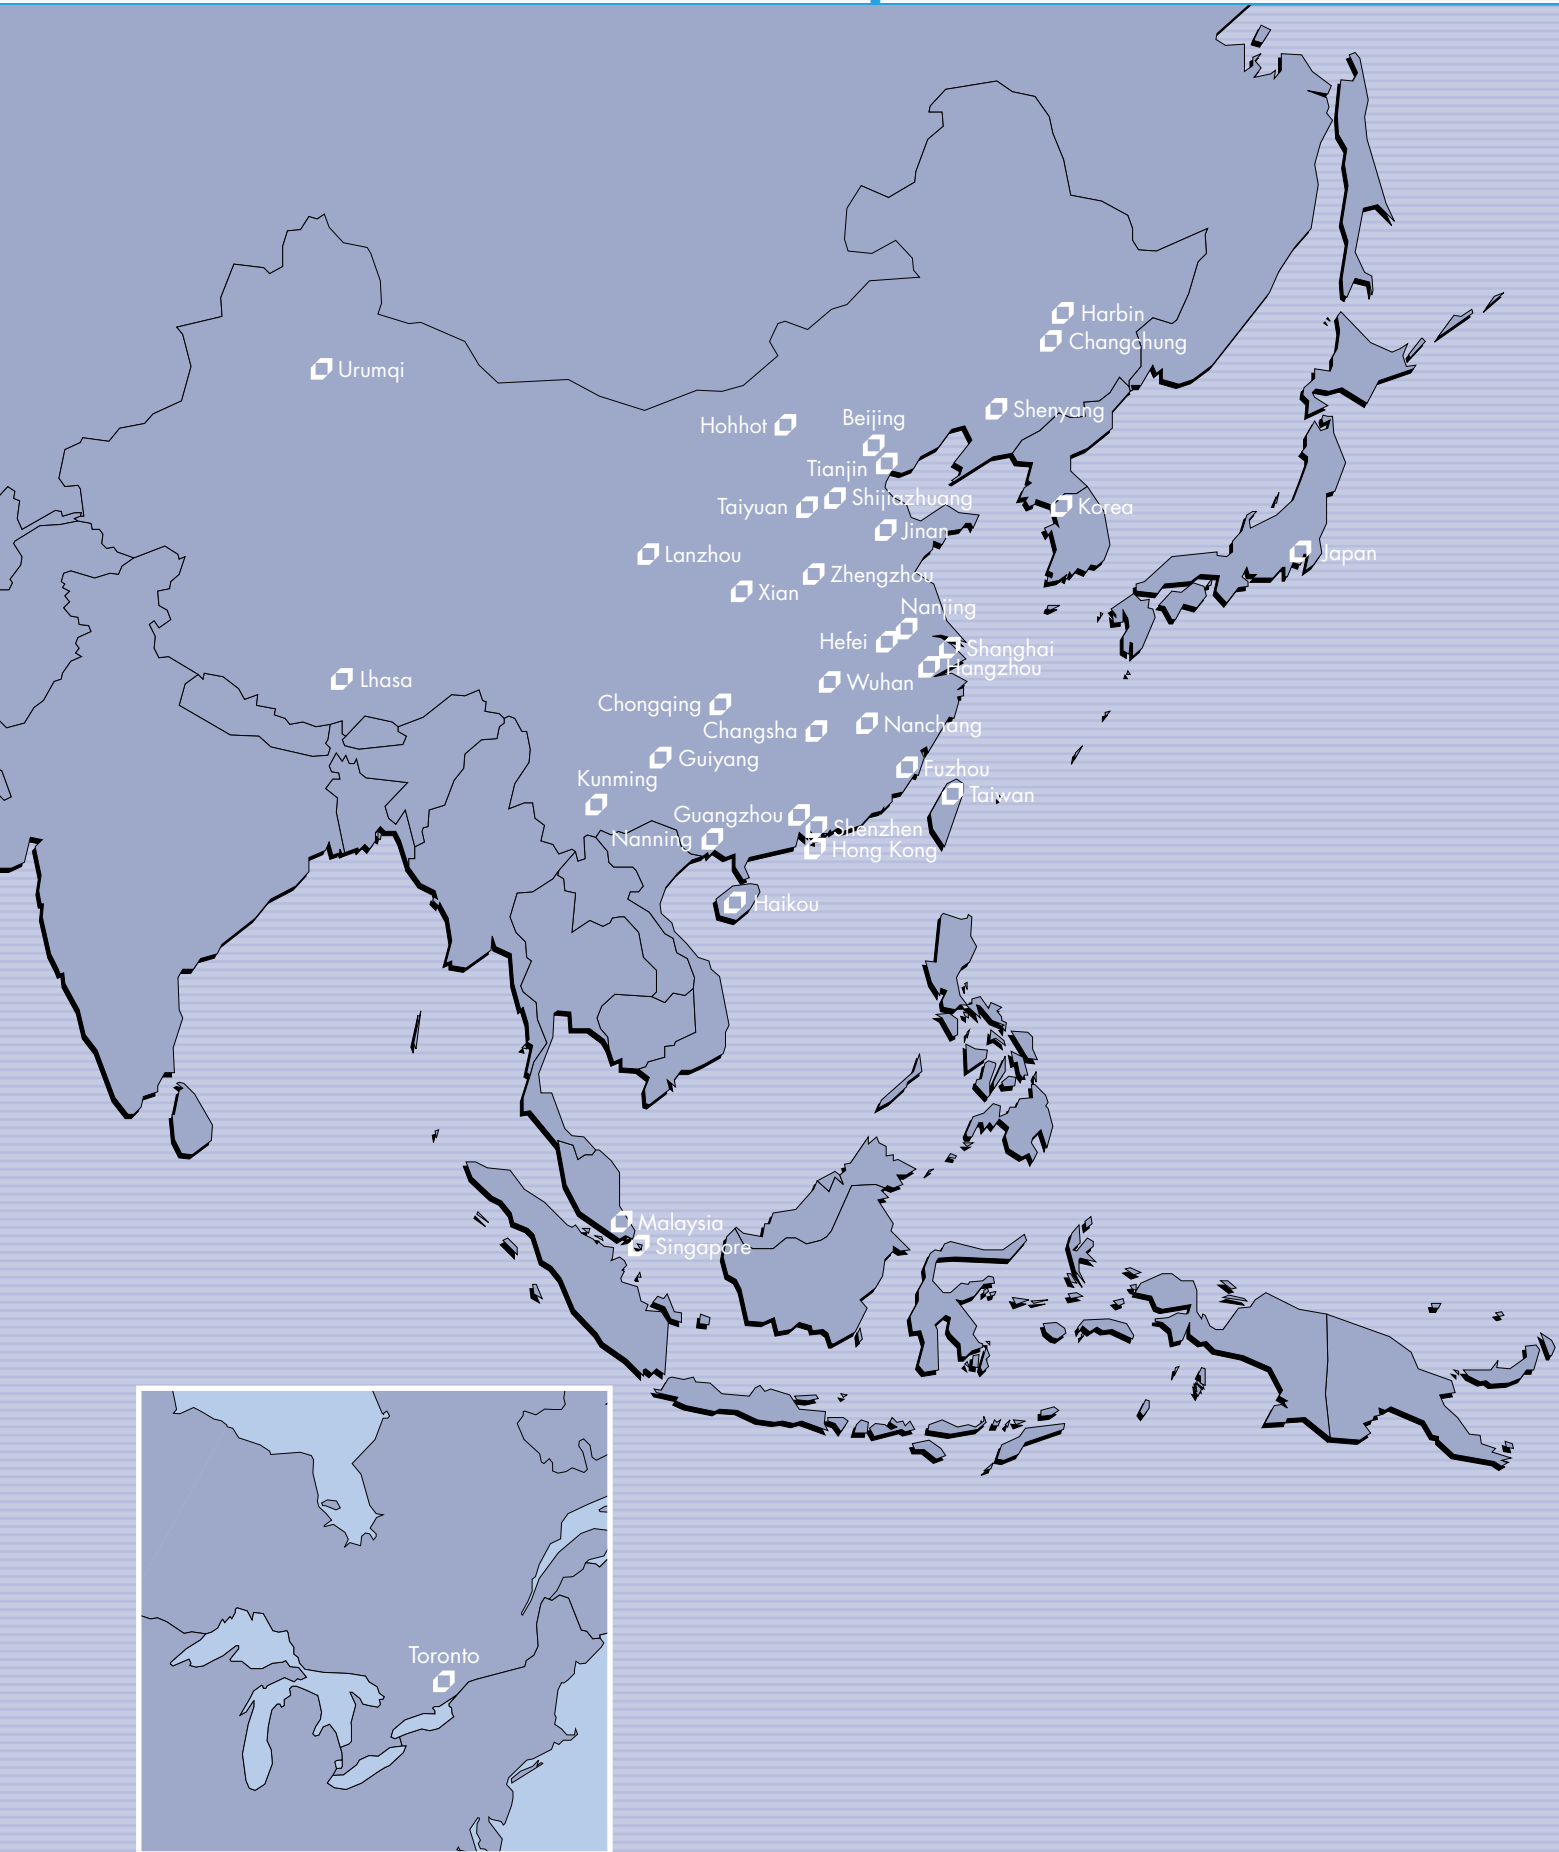 Harbin
Changchung
Urumqi
Shenyang
Beijing
Hohhot
Tianjin
Shijiazhuang
Taiyuan
Korea
Jinan
Japan
Lanzhou
Zhengzhou
Xian
Nanjing
Hefei
Shanghai
Hangzhou
Lhasa
Wuhan
Chongqing
Nanchang
Changsha
Guiyang
Fuzhou
Kunming
Taiwan
Guangzhou
Shenzhen
Nanning
Hong Kong
Haikou
Malaysia
Singapore
Toronto